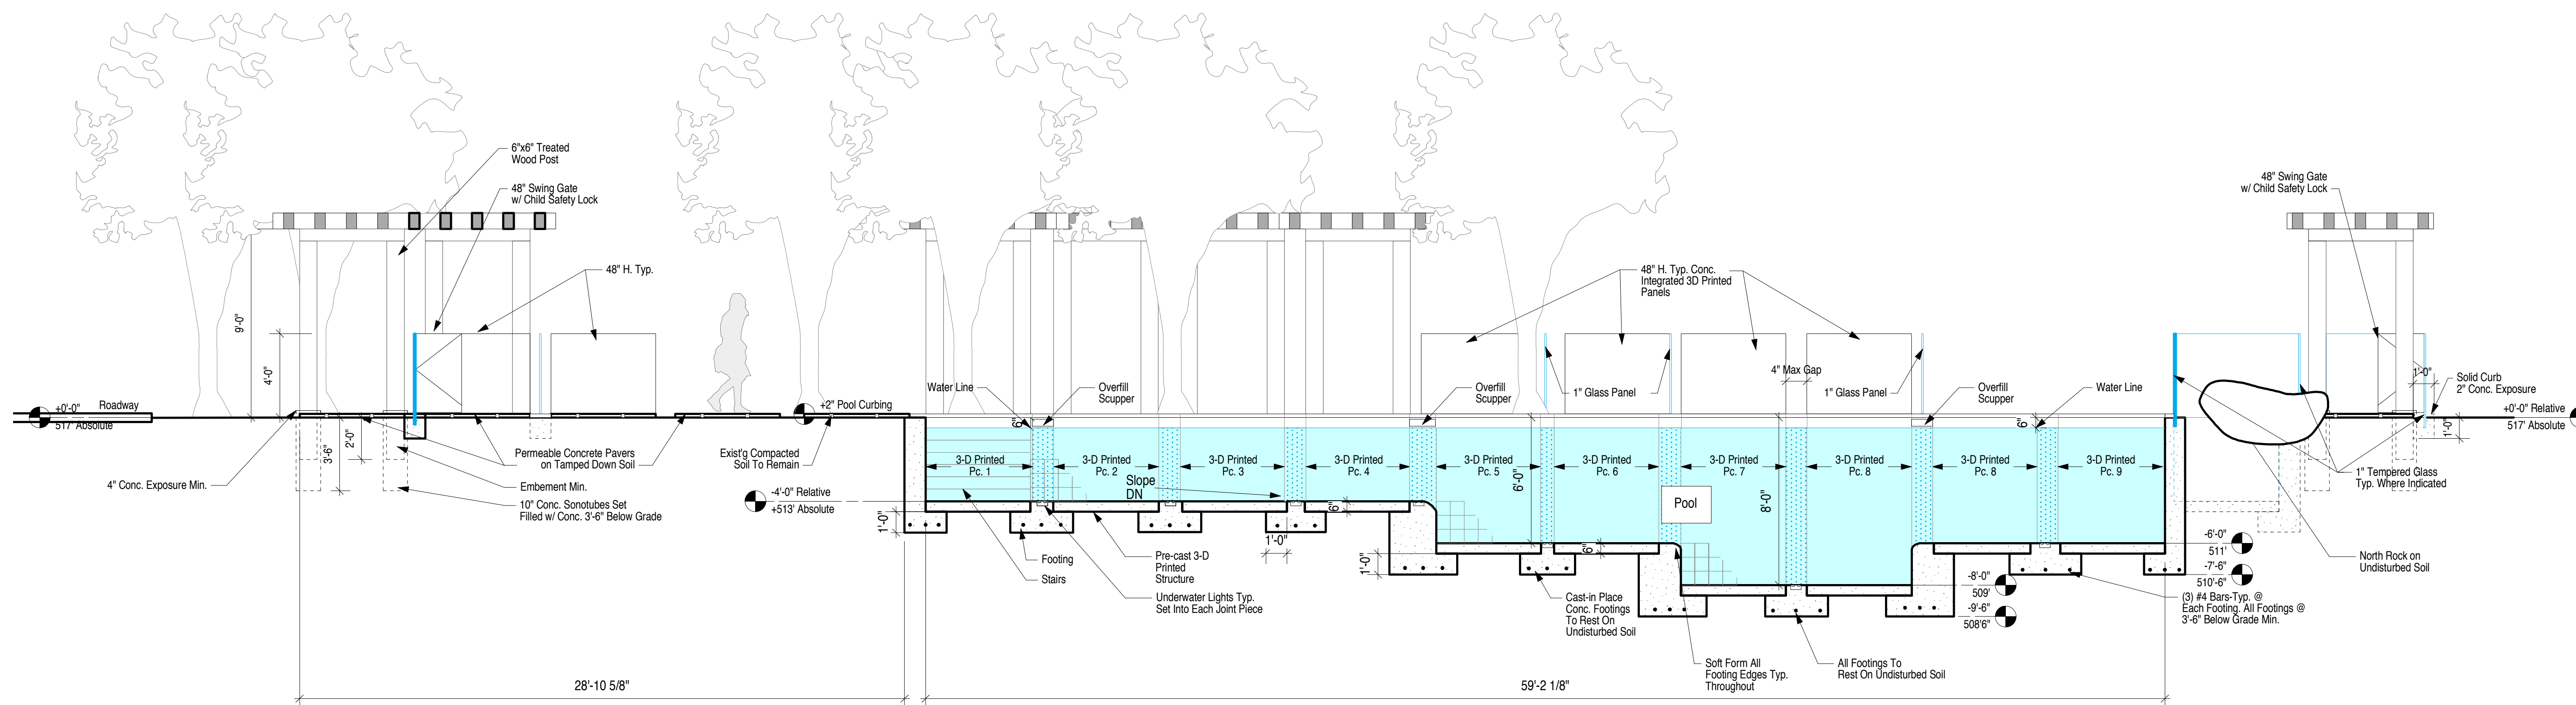 6"x6" Treated
Wood Post
48" Swing Gate
w/ Child Safety Lock
48" H. Typ.
9'-0"
4'-0"
+0'-0"
517' Absolute
Roadway
2'-0"
3'-6"
4" Conc. Exposure Min.
Permeable Concrete Pavers
on Tamped Down Soil
Embement Min.
10" Conc. Sonotubes Set
Filled w/ Conc. 3'-6" Below Grade
+2" Pool Curbing
Exist'g Compacted
Soil To Remain
-4'-0" Relative
+513' Absolute
1'-0"
Water Line
6"
Overfill
Scupper
3-D Printed
Pc. 1
3-D Printed
Pc. 2
3-D Printed
Pc. 3
3-D Printed
Pc. 4
3-D Printed
Pc. 5
3-D Printed
Pc. 6
3-D Printed
Pc. 7
3-D Printed
Pc. 8
3-D Printed
Pc. 8
3-D Printed
Pc. 9
Slope
DN
Footing
Stairs
Pre-cast 3-D
Printed
Structure
Underwater Lights Typ.
Set Into Each Joint Piece
1'-0"
6"
1'-0"
48" H. Typ. Conc.
Integrated 3D Printed
Panels
Overfill
Scupper
1" Glass Panel
4" Max Gap
1" Glass Panel
Overfill
Scupper
6"
Water Line
6'-0"
8'-0"
6"
Pool
Cast-in Place
Conc. Footings
To Rest On
Undisturbed Soil
Soft Form All
Footing Edges Typ.
Throughout
All Footings To
Rest On Undisturbed Soil
-8'-0"
509'
-9'-6"
508'6"
-6'-0"
511'
-7'-6"
510'-6"
(3) #4 Bars-Typ. @
Each Footing. All Footings @
3'-6" Below Grade Min.
North Rock on
Undisturbed Soil
1" Tempered Glass
Typ. Where Indicated
48" Swing Gate
w/ Child Safety Lock
1'-0"
Solid Curb
2" Conc. Exposure
1'-0"
+0'-0" Relative
517' Absolute
28'-10 5/8"
59'-2 1/8"